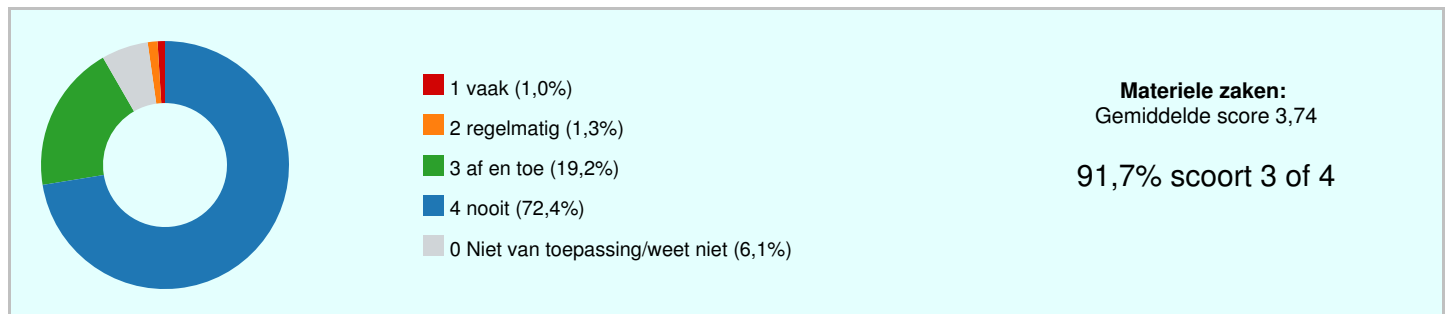 1 vaak (1,0%)
2 regelmatig (1,3%)
3 af en toe (19,2%)
4 nooit (72,4%)
0 Niet van toepassing/weet niet (6,1%)
Materiele zaken:
Gemiddelde score 3,74
91,7% scoort 3 of 4